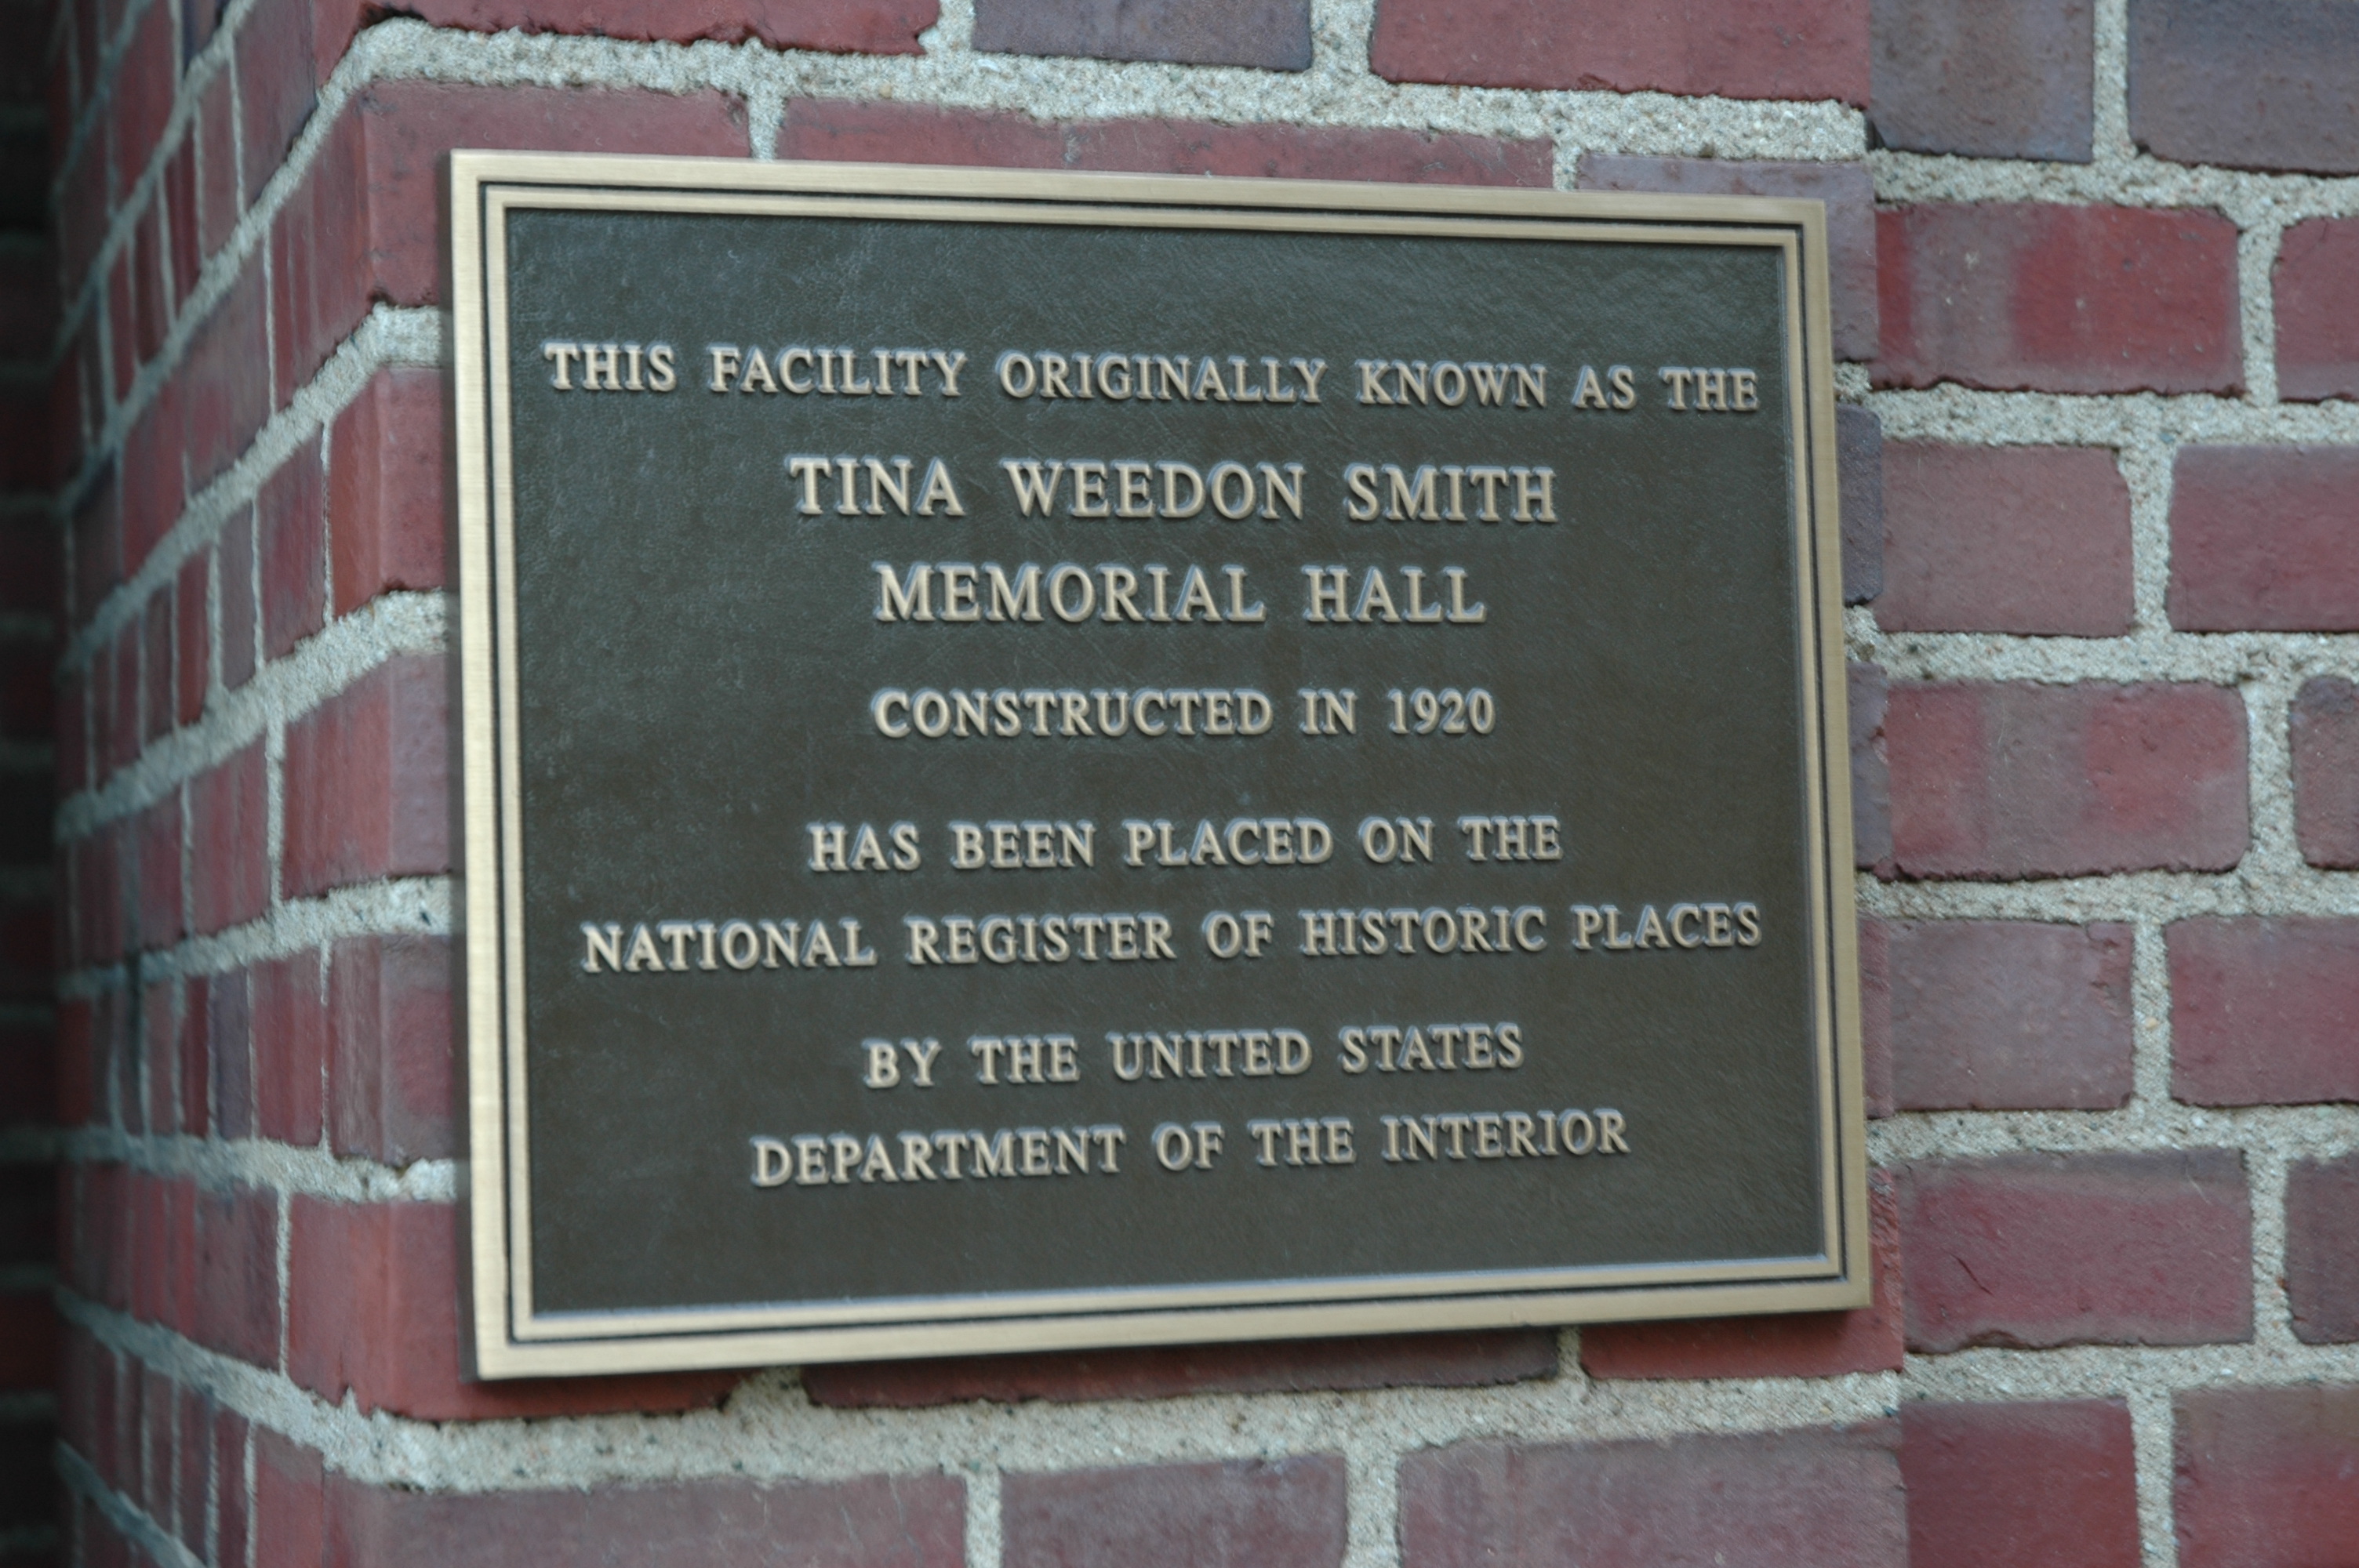 THIS FACILITY ORIGINALLY KNOWN AS THE
TINA WEEDON SMITH
MEMORIAL HALL
CONSTRUCTED IN 1920
HAS BEEN PLACED ON THE
NATIONAL REGISTER OF HISTORIC PLACES
BY THE UNITED STATES
DEPARTMENT OF THE INTERIOR